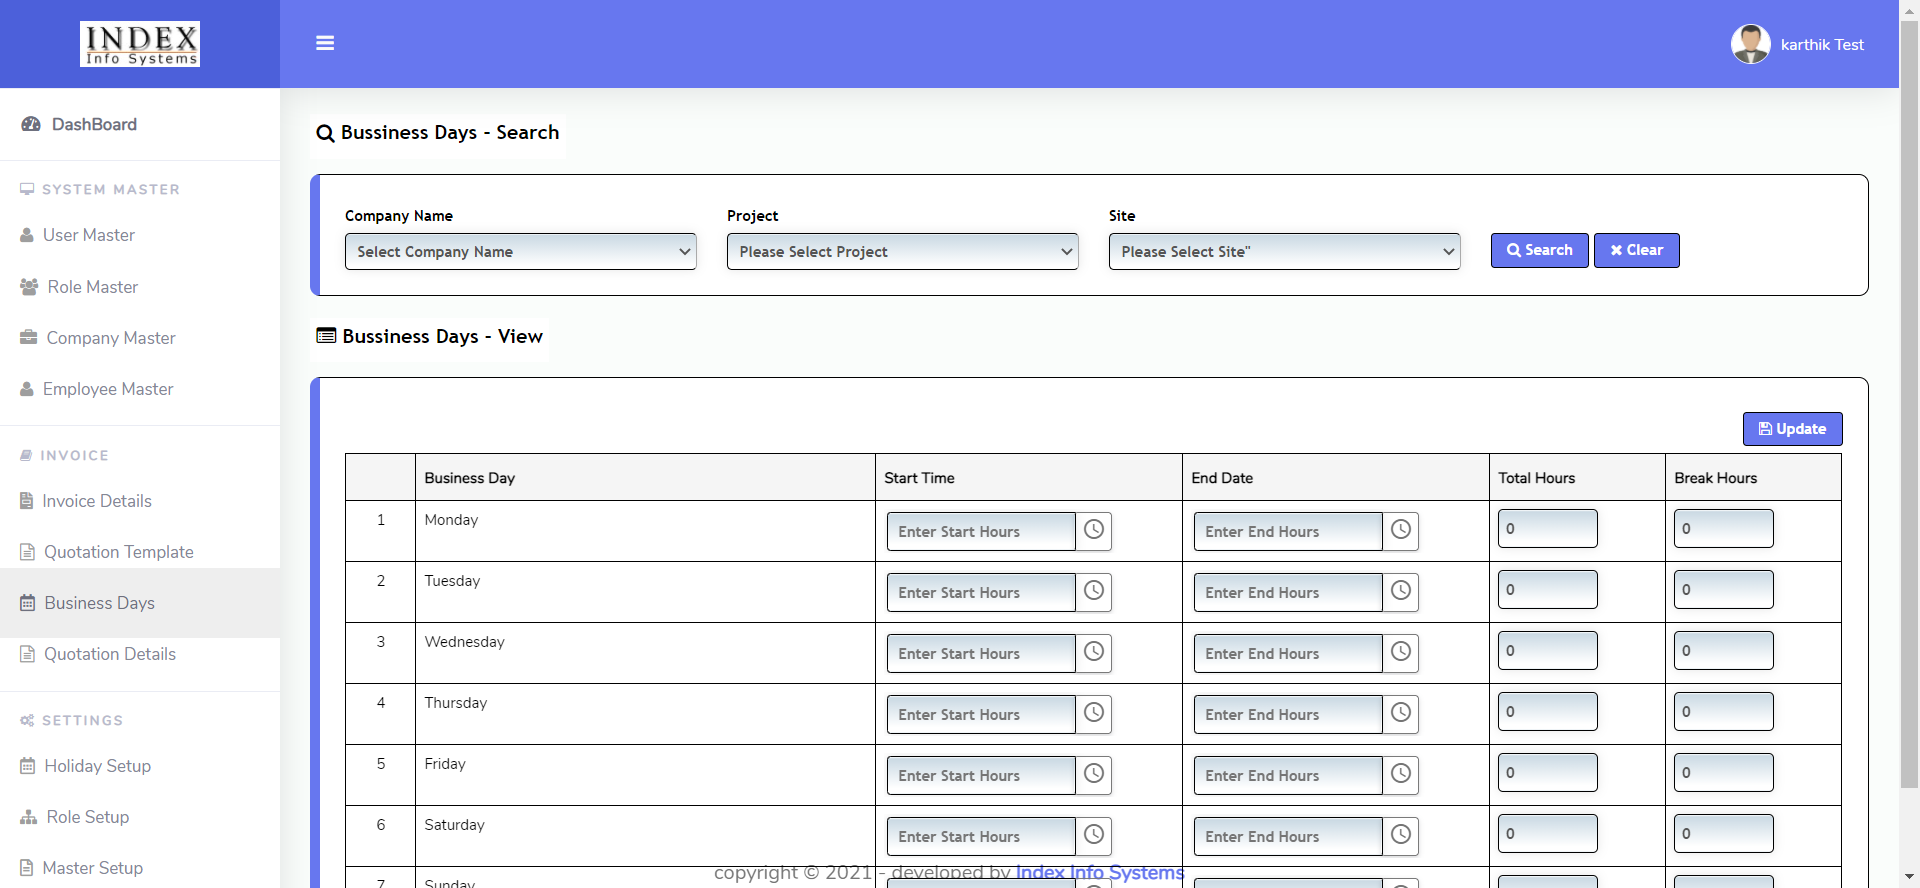 INDEX
Info Systems
karthik Test
DashBoard
SYSTEM MASTER
User Master
Role Master
Company Master
Employee Master
INVOICE
Invoice Details
Quotation Template
Business Days
Quotation Details
SETTINGS
Holiday Setup
Role Setup
Master Setup
Bussiness Days - Search
Company Name Project Site
Select Company Name Please Select Project Please Select Site" Search Clear
Bussiness Days - View
Update
Business Day Start Time End Date Total Hours Break Hours
1 Monday Enter Start Hours Enter End Hours 0 0
2 Tuesday Enter Start Hours Enter End Hours 0 0
3 Wednesday Enter Start Hours Enter End Hours 0 0
4 Thursday Enter Start Hours Enter End Hours 0 0
5 Friday Enter Start Hours Enter End Hours 0 0
6 Saturday Enter Start Hours Enter End Hours 0 0
7 Sunday
copyright © 2021 - developed by Index Info Systems